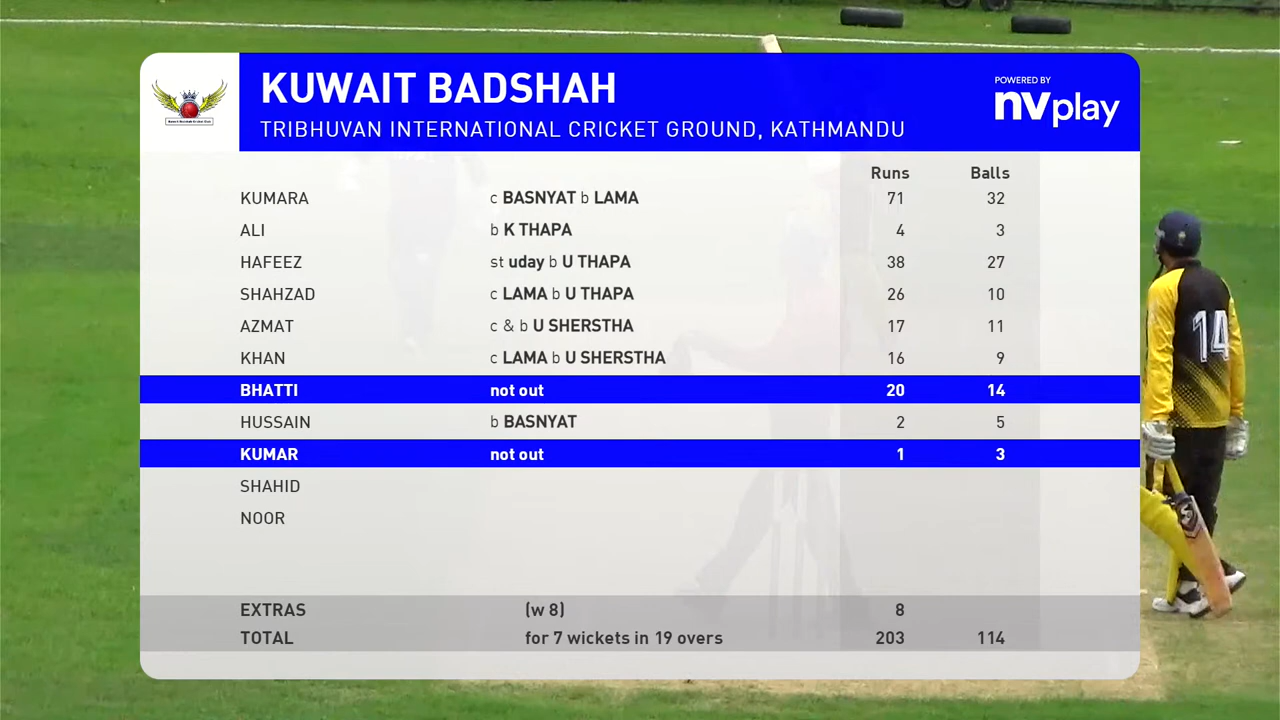 KUWAIT BADSHAH
TRIBHUVAN INTERNATIONAL CRICKET GROUND, KATHMANDU
POWERED BY
nvplay
Runs Balls
KUMARA c BASNYAT b LAMA 71 32
ALI b K THAPA 4 3
HAFEEZ st uday b U THAPA 38 27
SHAHZAD c LAMA b U THAPA 26 10
AZMAT c & b U SHERSTHA 17 11
KHAN c LAMA b U SHERSTHA 16 9
BHATTI not out 20 14
HUSSAIN b BASNYAT 2 5
KUMAR not out 1 3
SHAHID
NOOR
EXTRAS (w 8) 8
TOTAL for 7 wickets in 19 overs 203 114
14